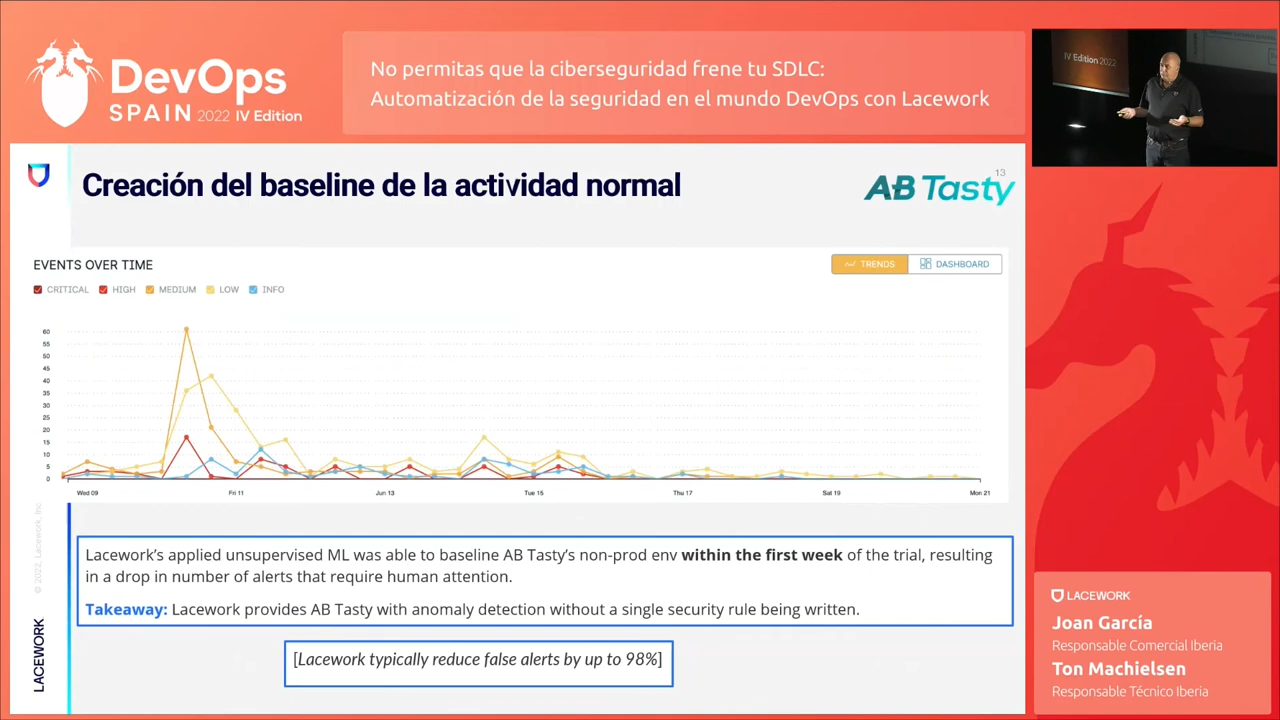 DevOps
SPAIN 2022 IV Edition
No permitas que la ciberseguridad frene tu SDLC:
Automatización de la seguridad en el mundo DevOps con Lacework
IV Edition 2022
Creación del baseline de la actividad normal
13
AB Tasty
EVENTS OVER TIME
TRENDS
DASHBOARD
CRITICAL HIGH MEDIUM LOW INFO
60
55
50
45
40
35
30
25
20
15
10
5
0
Wed 09 Fri 11 Jun 13 Tue 15 Thu 17 Sat 19 Mon 21
© 2022, Lacework, Inc.
LACEWORK
Lacework's applied unsupervised ML was able to baseline AB Tasty's non-prod env within the first week of the trial, resulting
in a drop in number of alerts that require human attention.
Takeaway: Lacework provides AB Tasty with anomaly detection without a single security rule being written.
[Lacework typically reduce false alerts by up to 98%]
LACEWORK
Joan García
Responsable Comercial Iberia
Ton Machielsen
Responsable Técnico Iberia